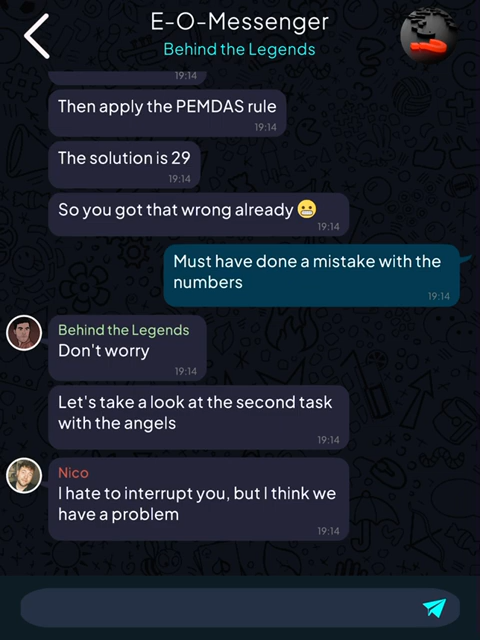 E-O-Messenger
Behind the Legends
19:14
Then apply the PEMDAS rule
19:14
The solution is 29
19:14
So you got that wrong already 😬
19:14
Must have done a mistake with the
numbers
19:14
Behind the Legends
Don't worry
19:14
Let's take a look at the second task
with the angels
19:14
Nico
I hate to interrupt you, but I think we
have a problem
19:14